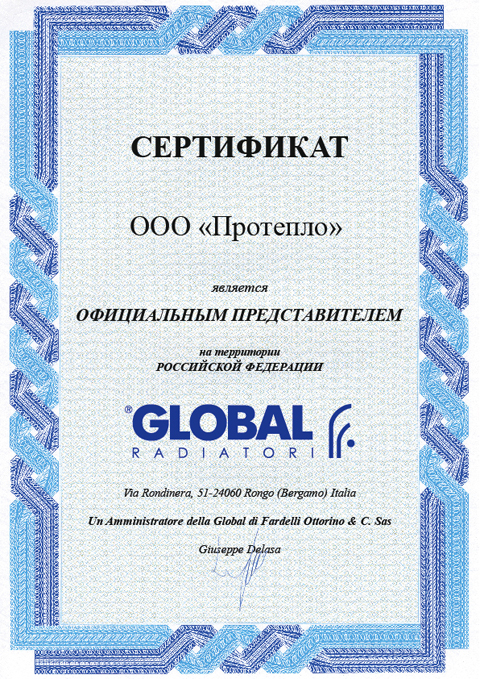 СЕРТИФИКАТ
ООО «Протепло»
является
ОФИЦИАЛЬНЫМ ПРЕДСТАВИТЕЛЕМ
на территории
РОССИЙСКОЙ ФЕДЕРАЦИИ
®GLOBAL
RADIATORI
Via Rondinera, 51-24060 Rongo (Bergamo) Italia
Un Amministratore della Global di Fardelli Ottorino & C. Sas
Giuseppe Delasa